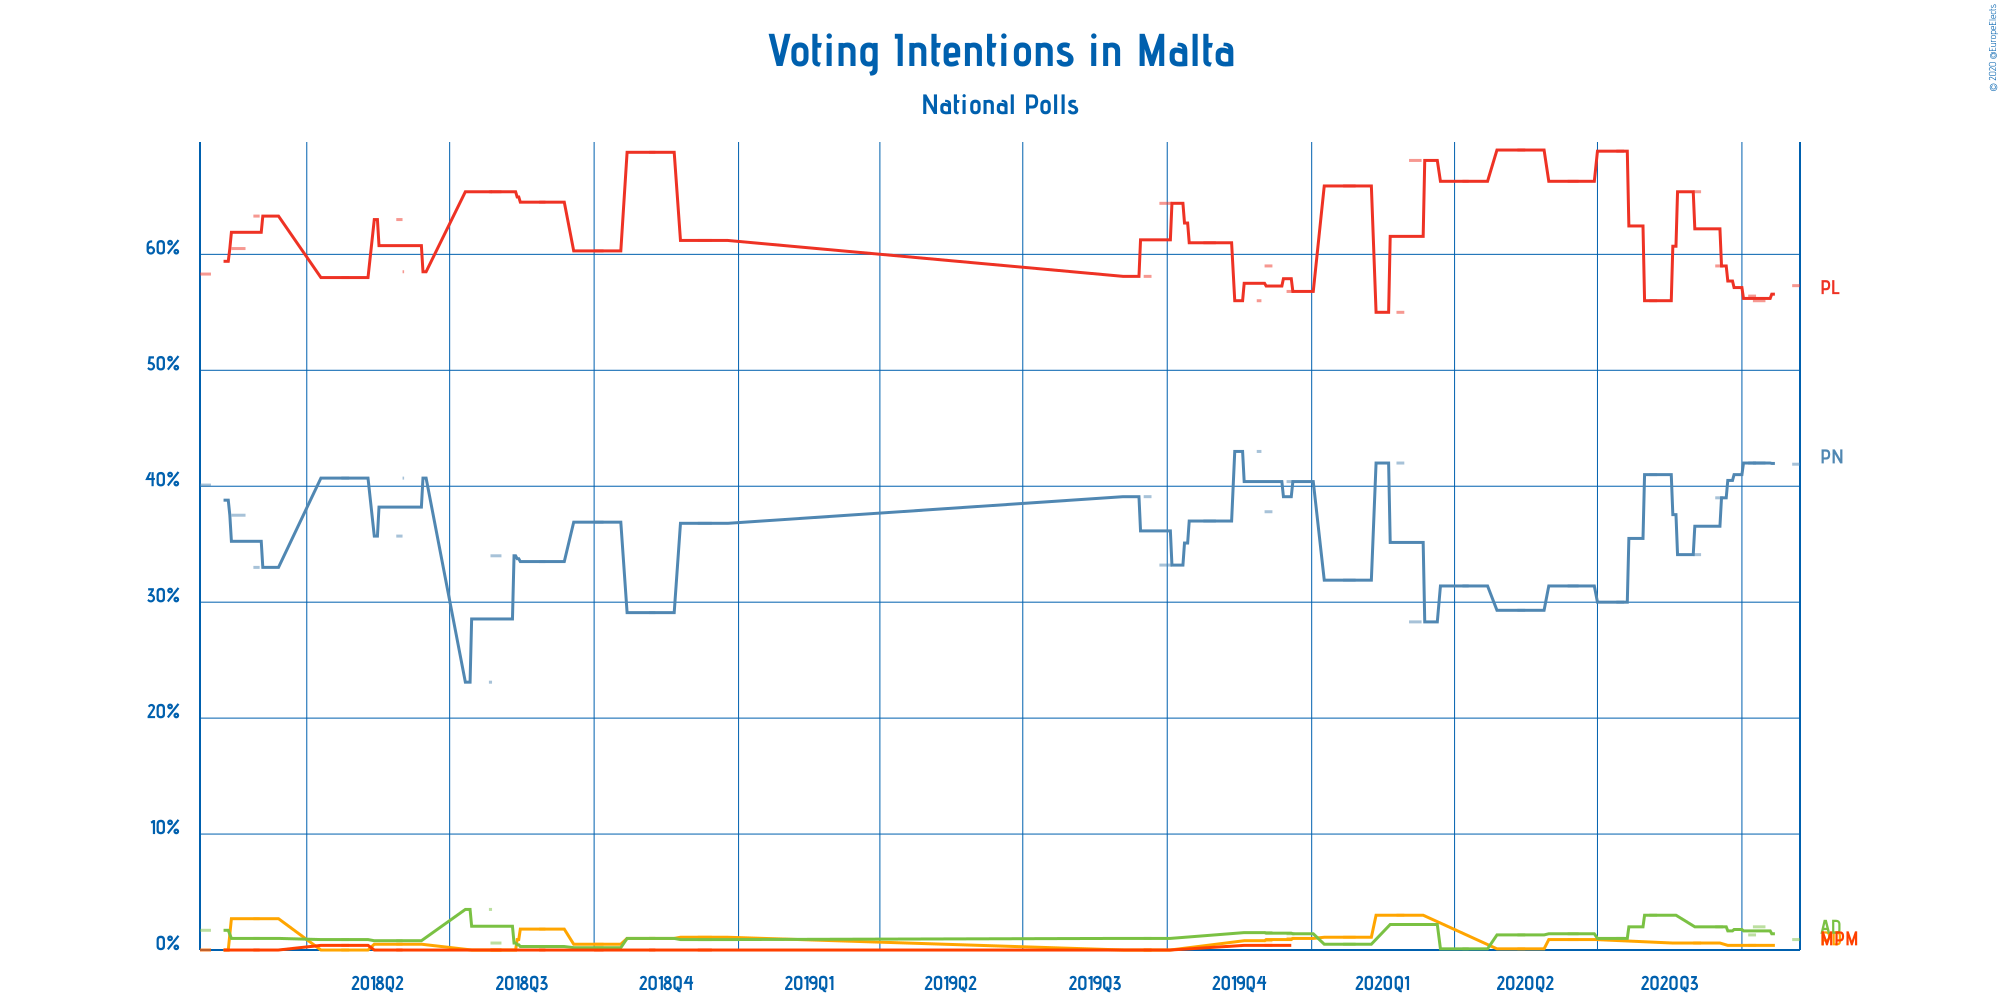 Voting Intentions in Malta
National Polls
© 2020 @EuropeElects
60%
50%
40%
30%
20%
10%
0%
PL
PN
AD
MPM
2018Q2 2018Q3 2018Q4 2019Q1 2019Q2 2019Q3 2019Q4 2020Q1 2020Q2 2020Q3